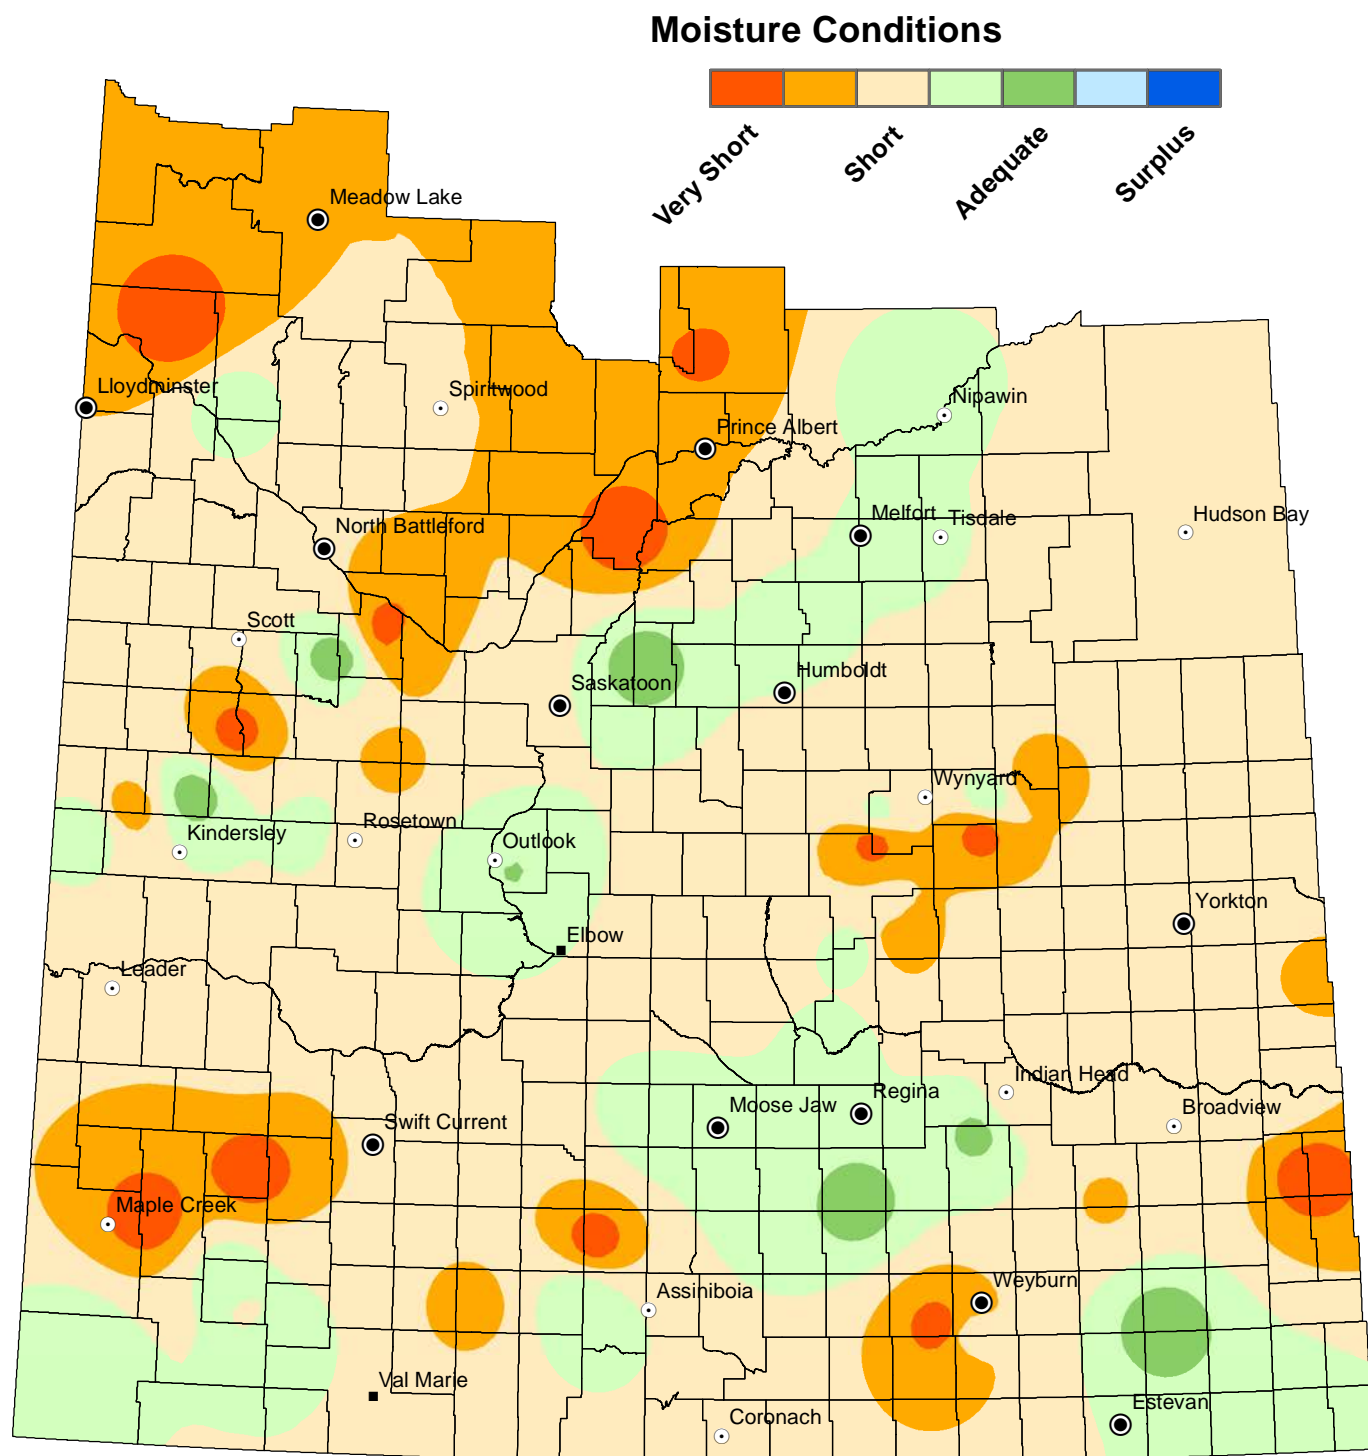 Moisture Conditions
Very Short
Short
Adequate
Surplus
Meadow Lake
Lloydminster
Spiritwood
Nipawin
Prince Albert
North Battleford
Melfort
Tisdale
Hudson Bay
Scott
Saskatoon
Humboldt
Wynyard
Kindersley
Rosetown
Outlook
Yorkton
Elbow
Leader
Indian Head
Swift Current
Moose Jaw
Regina
Broadview
Maple Creek
Assiniboia
Weyburn
Val Marie
Coronach
Estevan